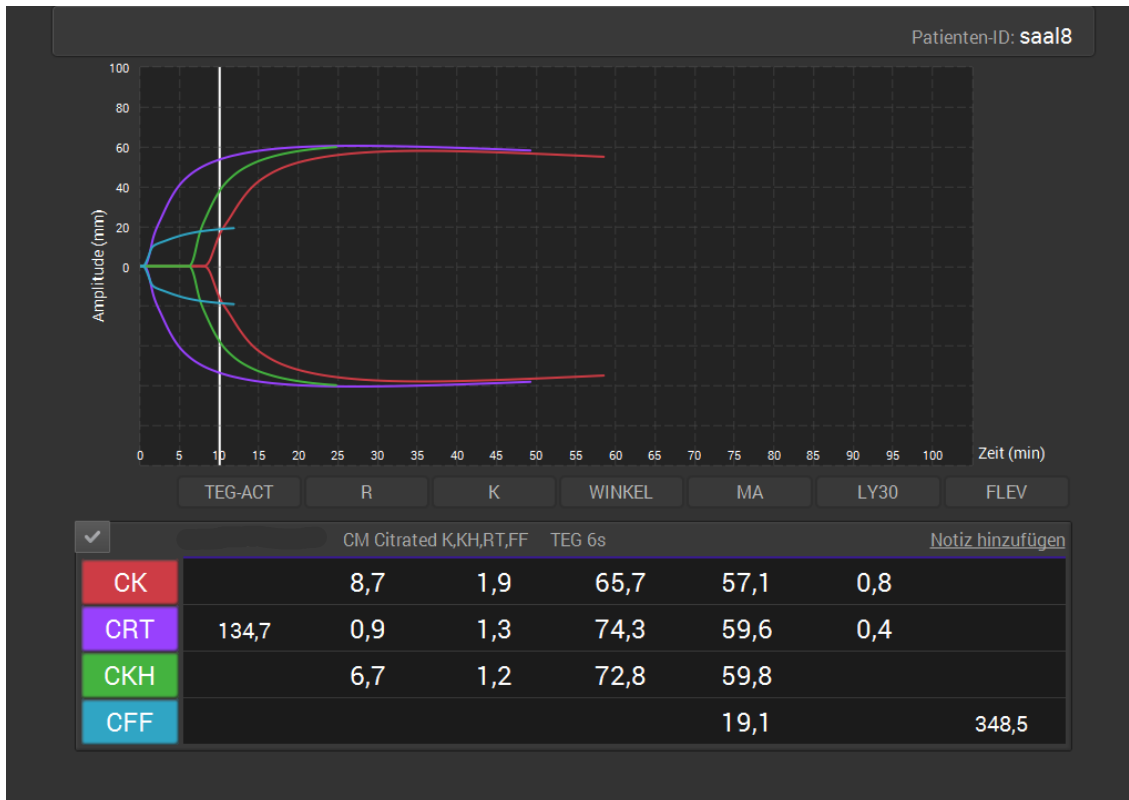 Patienten-ID: saal8
100
80
60
40
20
0
Amplitude (mm)
0 5 10 15 20 25 30 35 40 45 50 55 60 65 70 75 80 85 90 95 100 Zeit (min)
TEG-ACT R K WINKEL MA LY30 FLEV
CM Citrated K,KH,RT,FF TEG 6s Notiz hinzufügen
CK 8,7 1,9 65,7 57,1 0,8
CRT 134,7 0,9 1,3 74,3 59,6 0,4
CKH 6,7 1,2 72,8 59,8
CFF 19,1 348,5